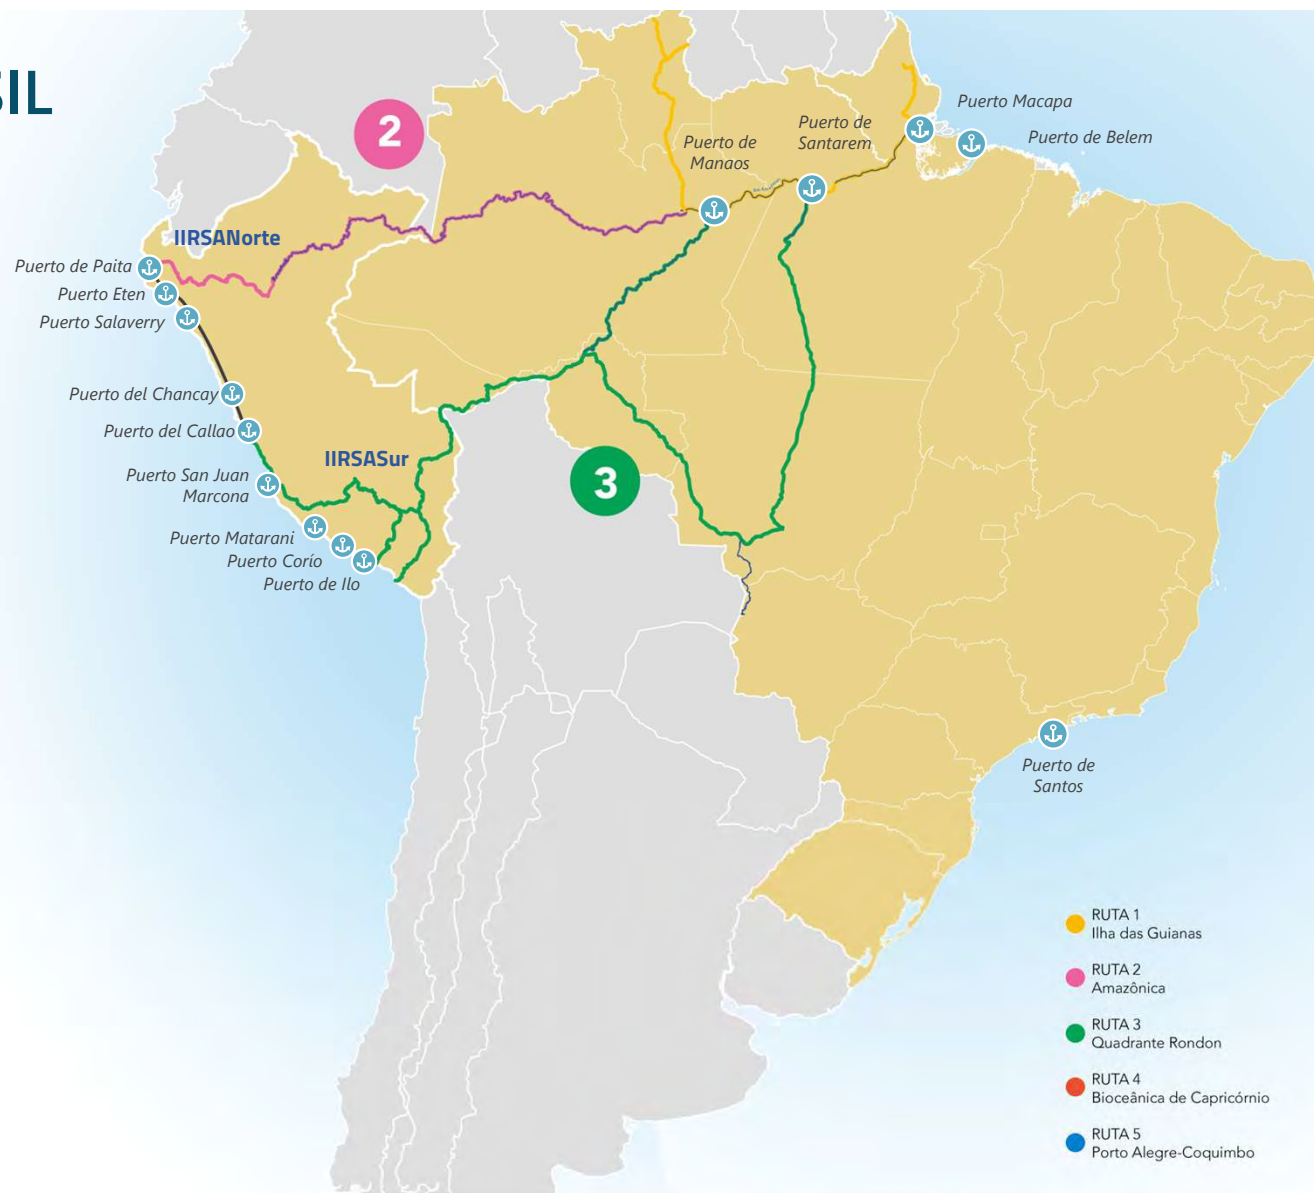 SIL
2
Puerto Macapa
Puerto de Belem
Puerto de
Santarem
Puerto de
Manaos
IIRSANorte
Puerto de Paita
Puerto Eten
Puerto Salaverry
Puerto del Chancay
Puerto del Callao
IIRSASur
3
Puerto San Juan
Marcona
Puerto Matarani
Puerto Corío
Puerto de Ilo
Puerto de
Santos
RUTA 1
Ilha das Guianas
RUTA 2
Amazônica
RUTA 3
Quadrante Rondon
RUTA 4
Bioceânica de Capricórnio
RUTA 5
Porto Alegre-Coquimbo